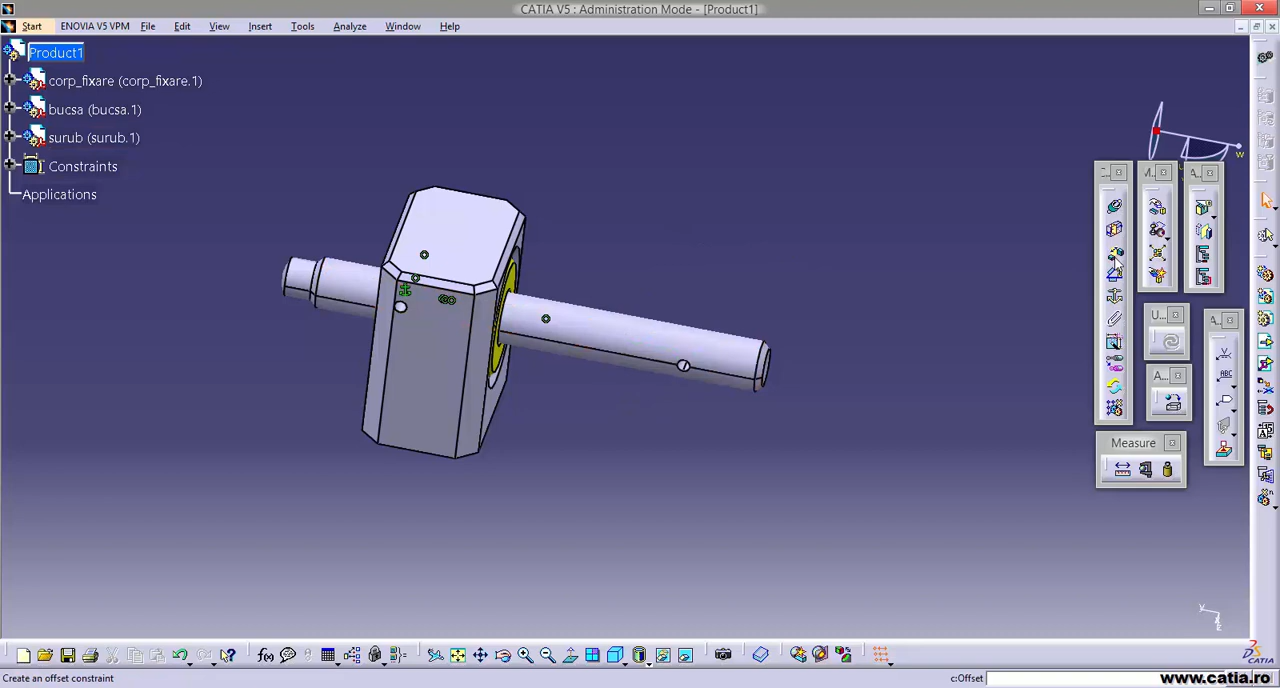 CATIA V5 : Administration Mode - [Product1]
Start ENOVIA V5 VPM File Edit View Insert Tools Analyze Window Help
Product1
corp_fixare (corp_fixare.1)
bucsa (bucsa.1)
surub (surub.1)
Constraints
Applications
w
U...
A...
Measure
ABC
f(x)
Create an offset constraint
c:Offset
CATIA
www.catia.ro